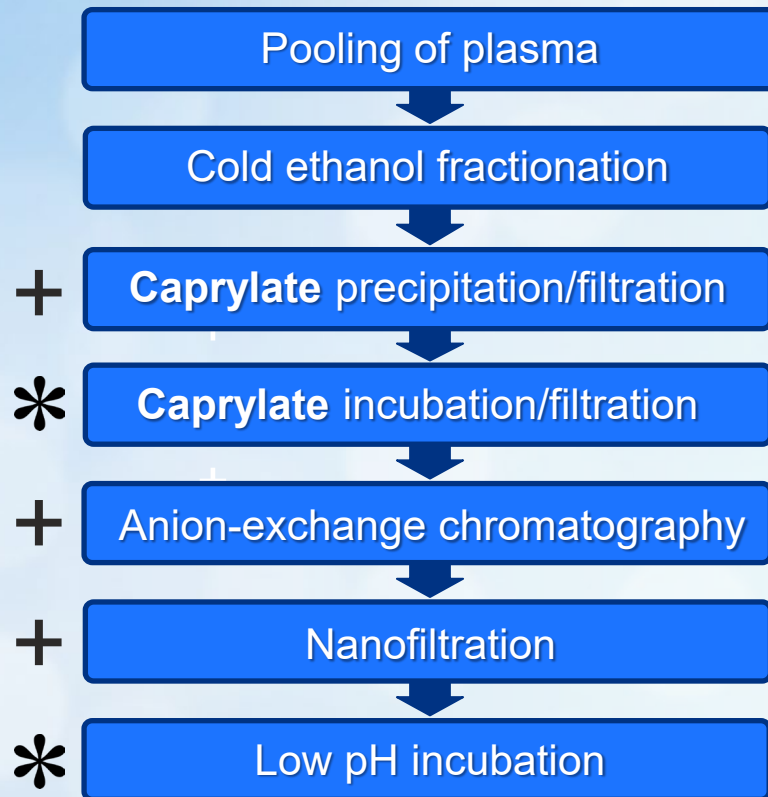 Pooling of plasma
Cold ethanol fractionation
+ Caprylate precipitation/filtration
* Caprylate incubation/filtration
+ Anion-exchange chromatography
+ Nanofiltration
* Low pH incubation